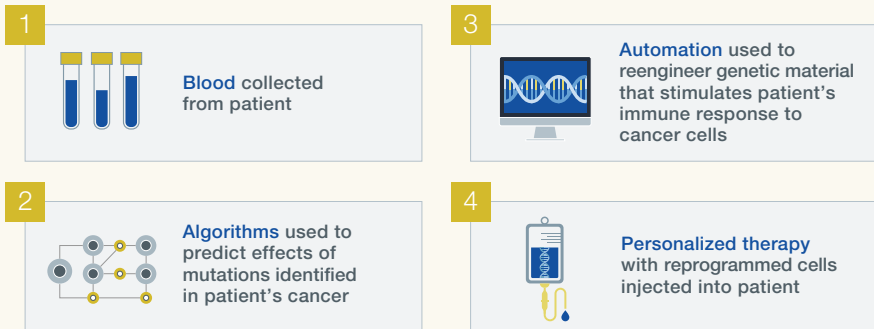 1
Blood collected
from patient
2
Algorithms used to
predict effects of
mutations identified
in patient's cancer
3
Automation used to
reengineer genetic material
that stimulates patient's
immune response to
cancer cells
4
Personalized therapy
with reprogrammed cells
injected into patient